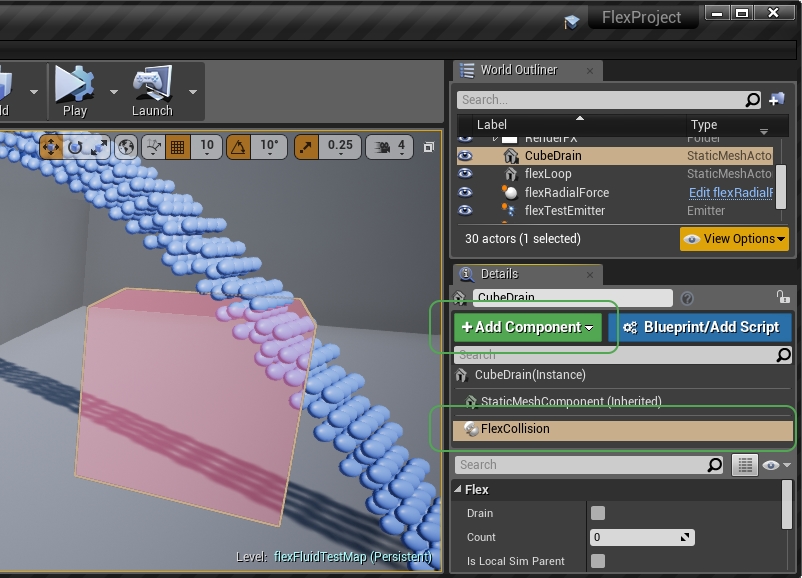 FlexProject
ld
Play
Launch
10
10°
0.25
4
Level: flexFluidTestMap (Persistent)
World Outliner
Search...
Label Type
RenderFX Folder
CubeDrain StaticMeshActo
flexLoop StaticMeshActo
flexRadialForce Edit flexRadialF
flexTestEmitter Emitter
30 actors (1 selected) View Options
Details
CubeDrain
+Add Component Blueprint/Add Script
Search
CubeDrain(Instance)
StaticMeshComponent (Inherited)
FlexCollision
Search
Flex
Drain
Count 0
Is Local Sim Parent